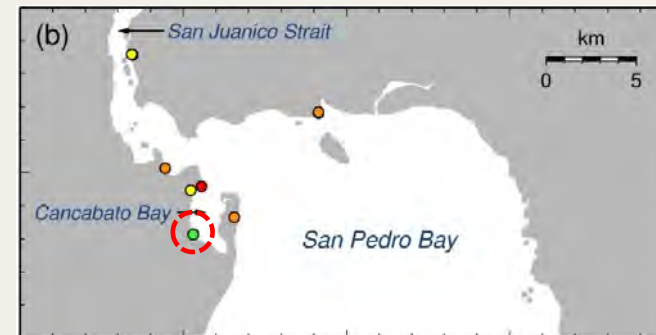 (b)
San Juanico Strait
km
0 5
Cancabato Bay
San Pedro Bay